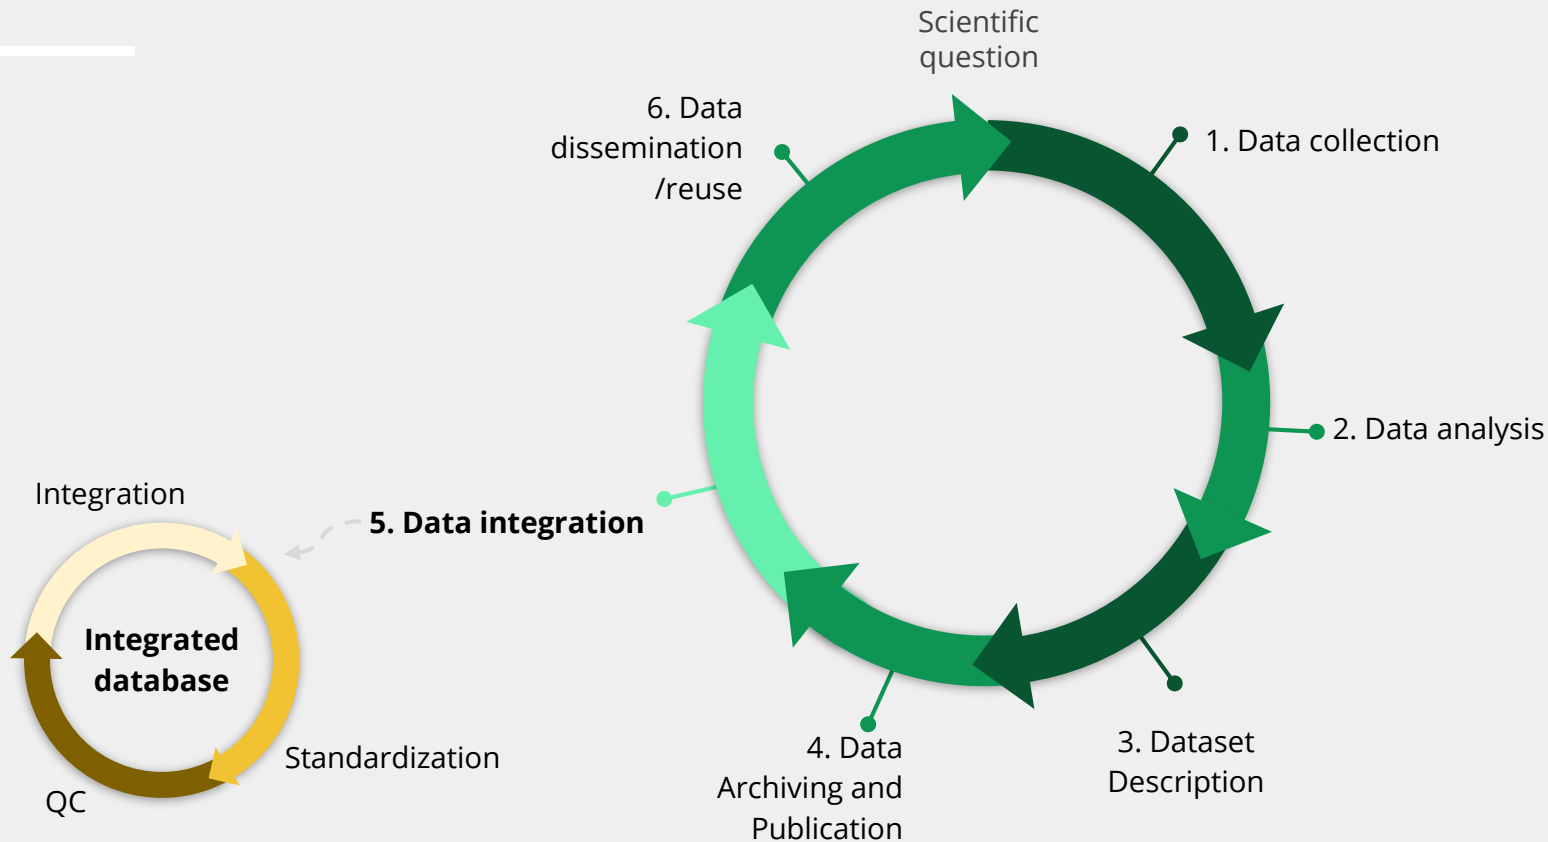 Scientific
question
1. Data collection
2. Data analysis
3. Dataset
Description
4. Data
Archiving and
Publication
5. Data integration
6. Data
dissemination
/reuse
Integration
Standardization
QC
Integrated
database